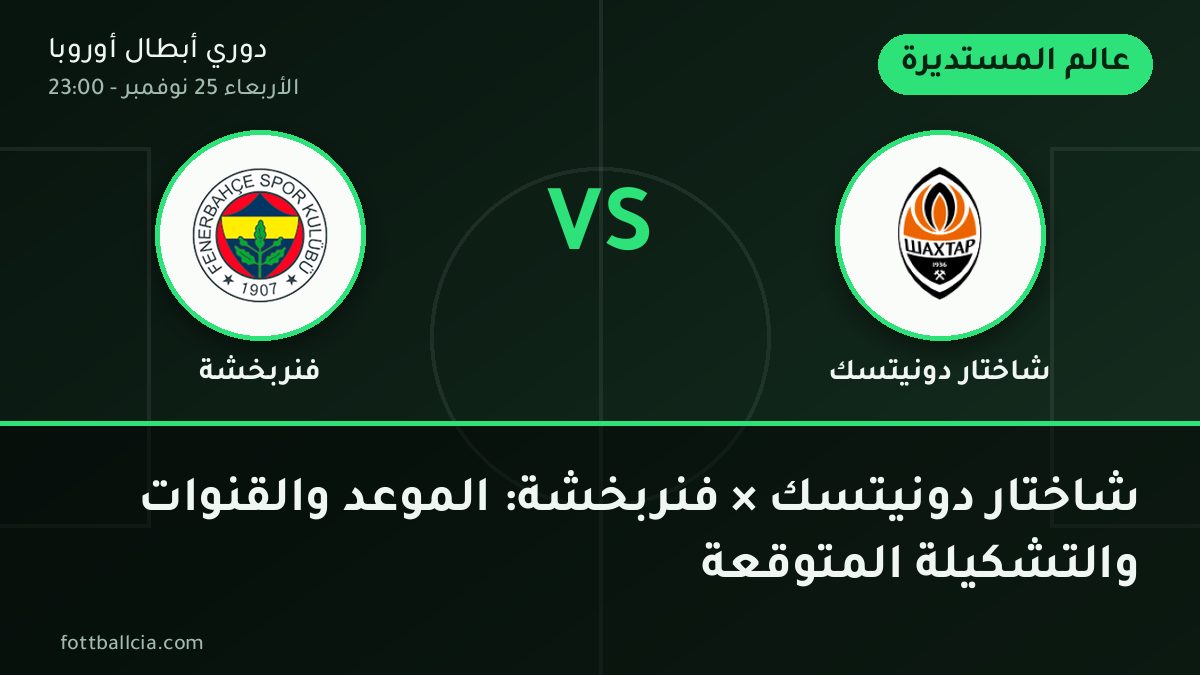 عالم المستديرة
دوري أبطال أوروبا
الأربعاء 25 نوفمبر - 23:00
VS
ШАХТАР
1936
FENERBAHÇE SPOR KULÜBÜ
1907
شاختار دونيتسك
فنربخشة
شاختار دونيتسك × فنربخشة: الموعد والقنوات
والتشكيلة المتوقعة
fottballcia.com